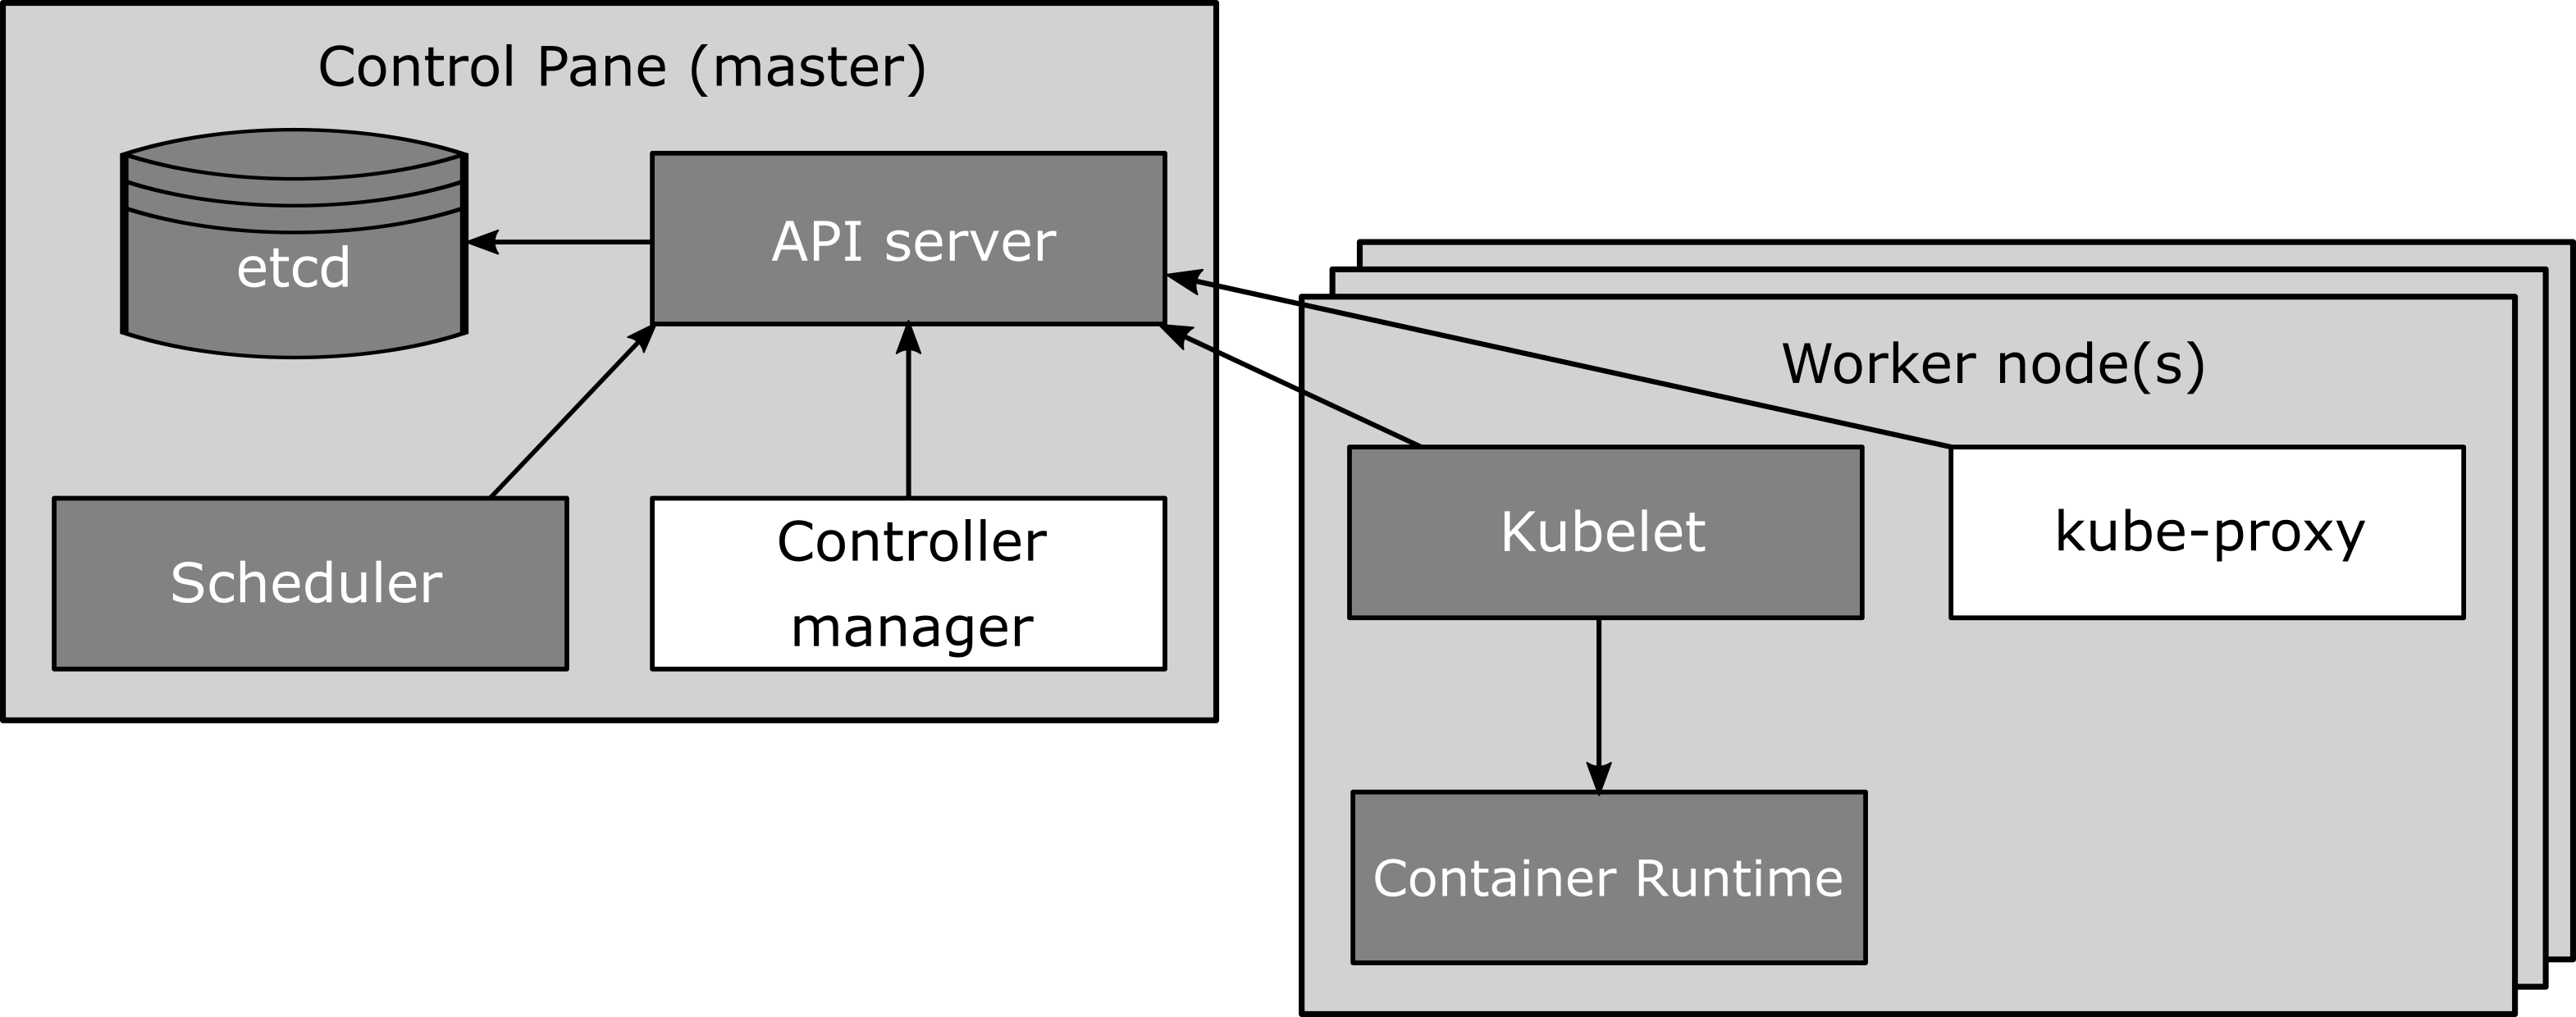 Control Pane (master)
etcd
API server
Scheduler
Controller
manager
Worker node(s)
Kubelet
kube-proxy
Container Runtime